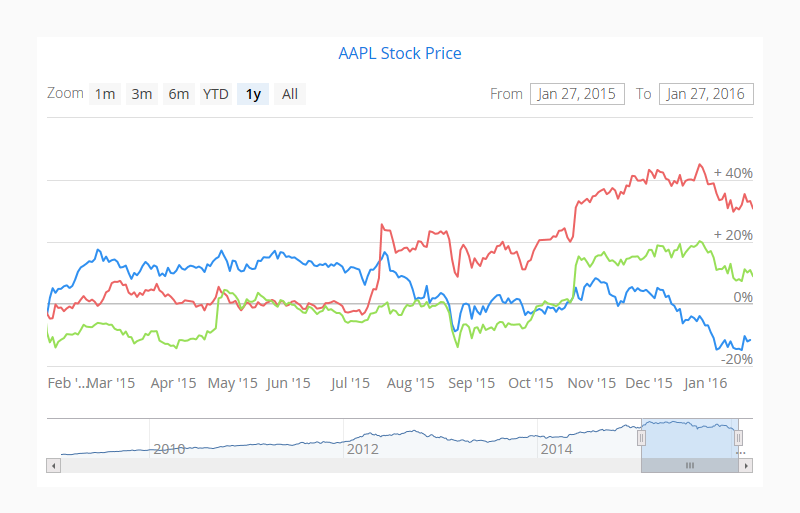 AAPL Stock Price
Zoom 1m 3m 6m YTD 1y All From Jan 27, 2015 To Jan 27, 2016
+ 40%
+ 20%
0%
-20%
Feb '... Mar '15 Apr '15 May '15 Jun '15 Jul '15 Aug '15 Sep '15 Oct '15 Nov '15 Dec '15 Jan '16
2010 2012 2014 ...